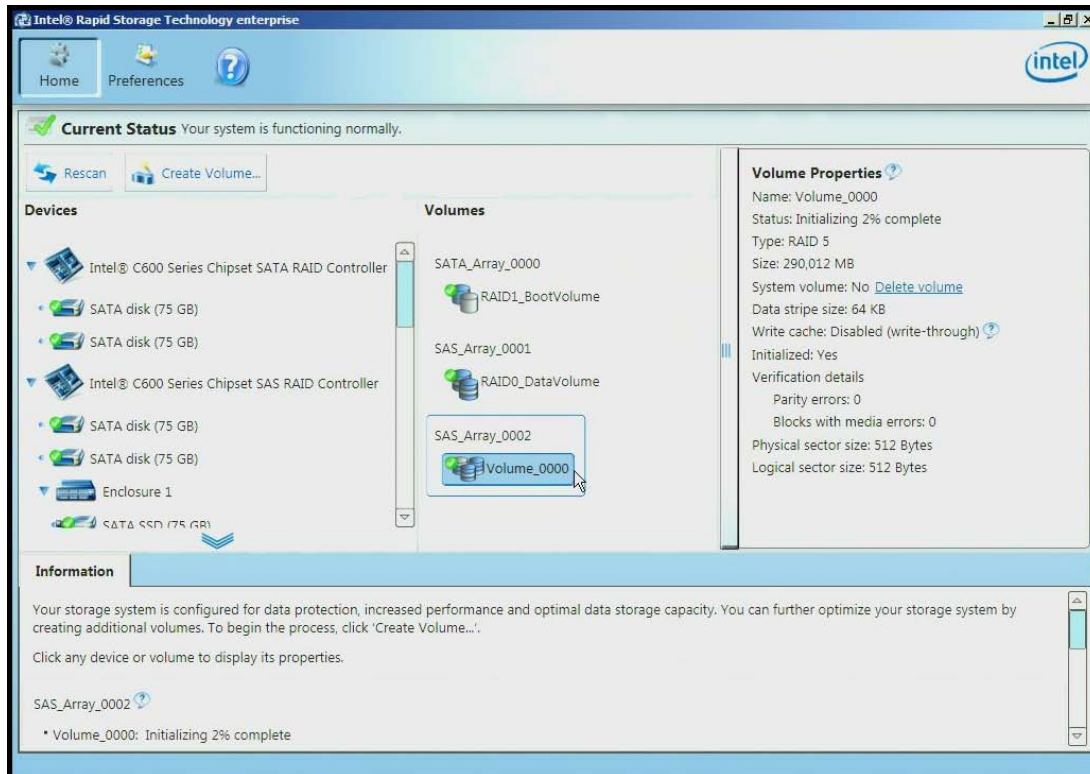 Intel® Rapid Storage Technology enterprise
Home
Preferences
?
intel
Current Status Your system is functioning normally.
Rescan
Create Volume...
Devices
Intel® C600 Series Chipset SATA RAID Controller
SATA disk (75 GB)
SATA disk (75 GB)
Intel® C600 Series Chipset SAS RAID Controller
SATA disk (75 GB)
SATA disk (75 GB)
Enclosure 1
SATA SSD (75 GB)
Volumes
SATA_Array_0000
RAID1_BootVolume
SAS_Array_0001
RAID0_DataVolume
SAS_Array_0002
Volume_0000
Volume Properties ?
Name: Volume_0000
Status: Initializing 2% complete
Type: RAID 5
Size: 290,012 MB
System volume: No Delete volume
Data stripe size: 64 KB
Write cache: Disabled (write-through) ?
Initialized: Yes
Verification details
Parity errors: 0
Blocks with media errors: 0
Physical sector size: 512 Bytes
Logical sector size: 512 Bytes
Information
Your storage system is configured for data protection, increased performance and optimal data storage capacity. You can further optimize your storage system by
creating additional volumes. To begin the process, click 'Create Volume...'.
Click any device or volume to display its properties.
SAS_Array_0002 ?
• Volume_0000: Initializing 2% complete